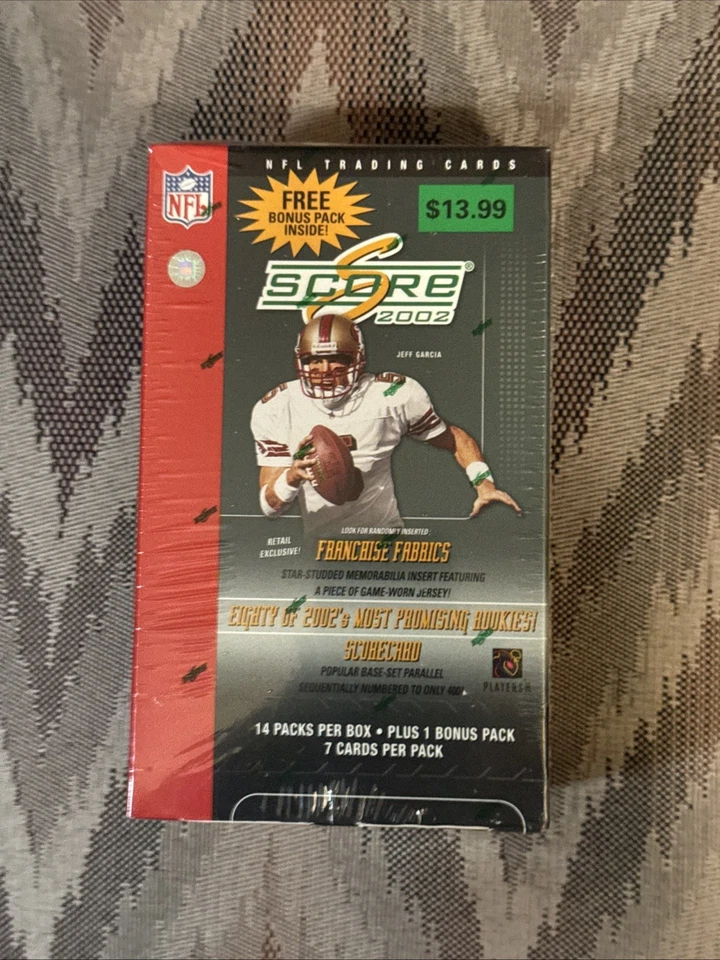 NFL TRADING CARDS
NFL
FREE
BONUS PACK
INSIDE!
$13.99
SCORE®
2002
JEFF GARCIA
LOOK FOR RANDOMLY INSERTED
RETAIL
EXCLUSIVE!
FRANCHISE FABRICS
STAR-STUDDED MEMORABILIA INSERT FEATURING
A PIECE OF GAME-WORN JERSEY!
EIGHTY OF 2002's MOST PROMISING ROOKIES!
SCORECARD
POPULAR BASE-SET PARALLEL
SEQUENTIALLY NUMBERED TO ONLY 400!
PLAYERS
14 PACKS PER BOX • PLUS 1 BONUS PACK
7 CARDS PER PACK